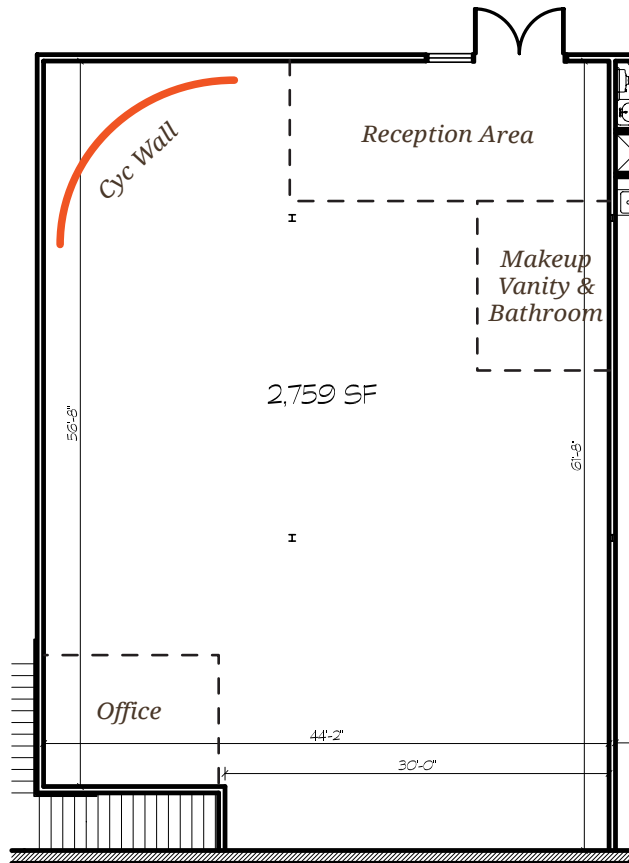 Reception Area
Cyc Wall
Makeup
Vanity &
Bathroom
2,759 SF
56'-8"
61'-8"
Office
44'-2"
30'-0"